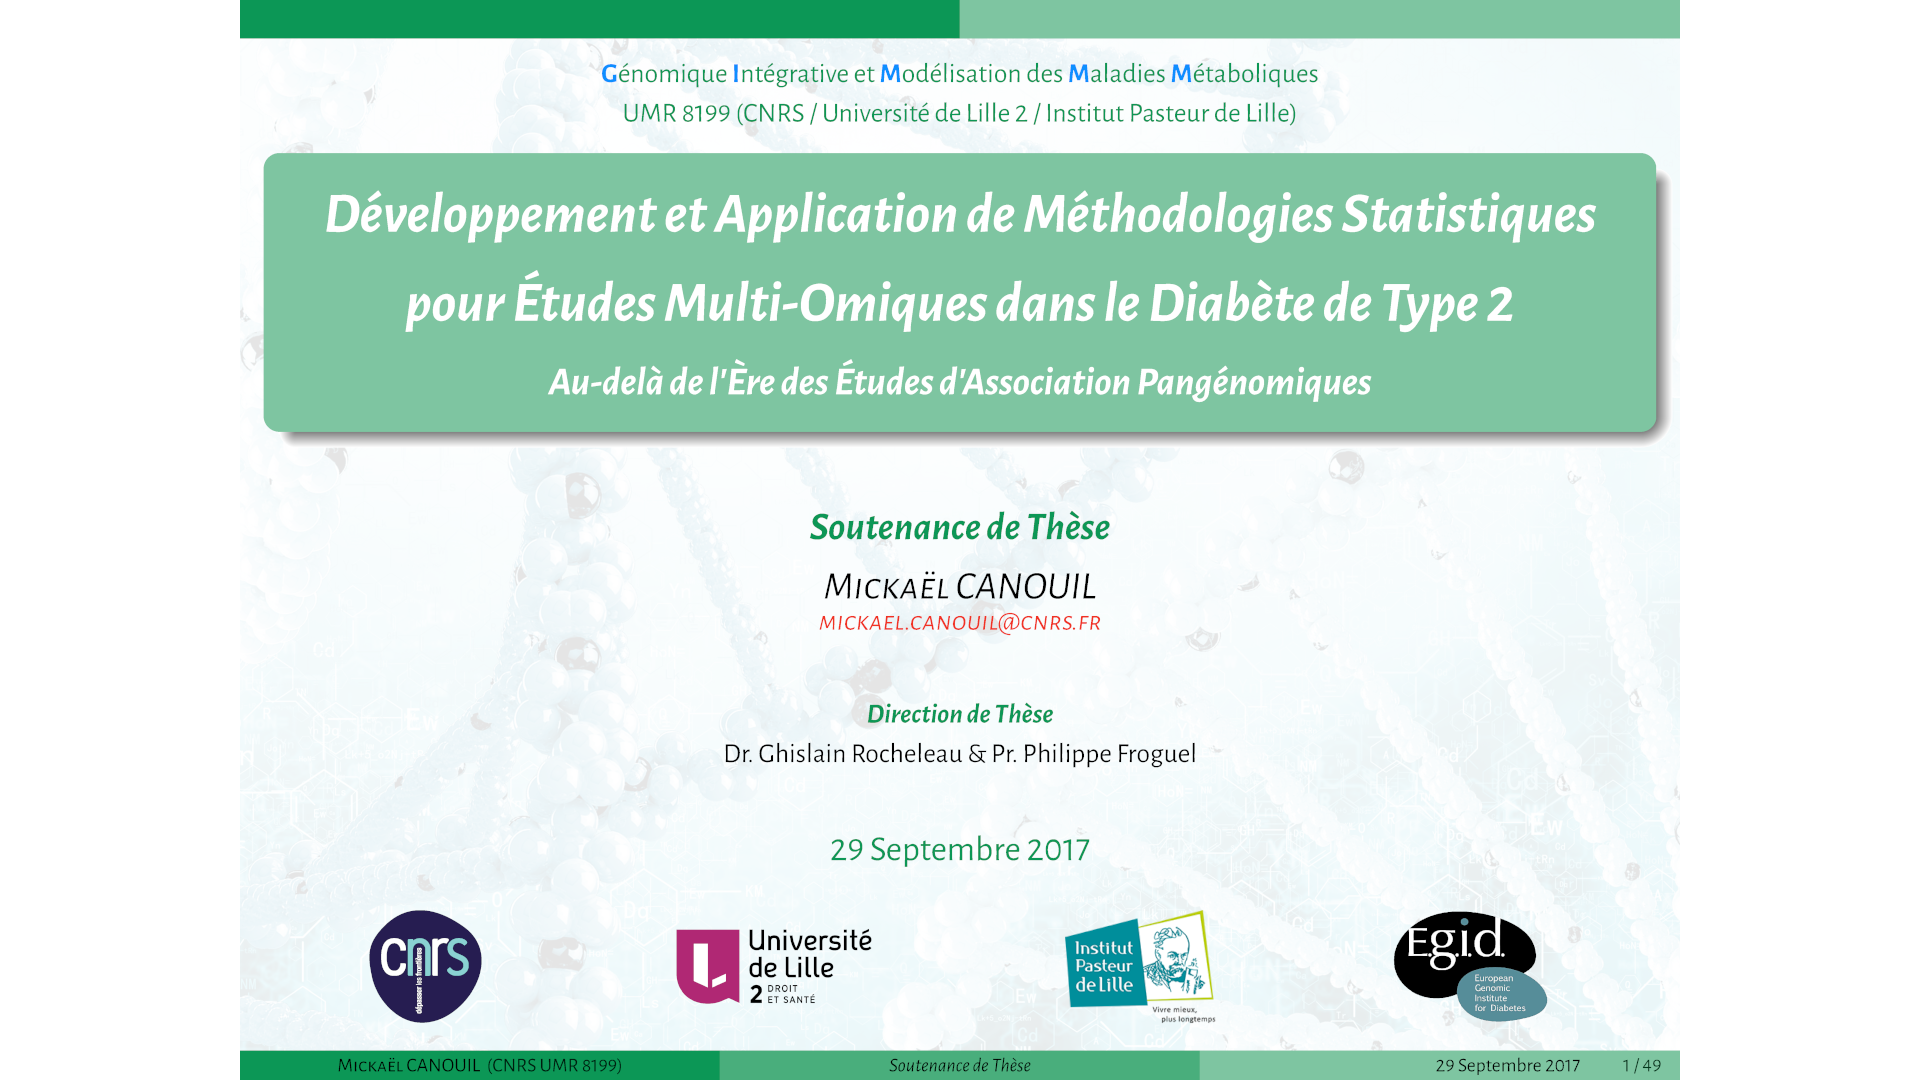 Génomique Intégrative et Modélisation des Maladies Métaboliques
UMR 8199 (CNRS / Université de Lille 2 / Institut Pasteur de Lille)
Développement et Application de Méthodologies Statistiques
pour Études Multi-Omiques dans le Diabète de Type 2
Au-delà de l'Ère des Études d'Association Pangénomiques
Soutenance de Thèse
Mickaël CANOUIL
MICKAEL.CANOUIL@CNRS.FR
Direction de Thèse
Dr. Ghislain Rocheleau & Pr. Philippe Froguel
29 Septembre 2017
cnrs
dépasser les frontières
Université
de Lille
2 DROIT
ET SANTÉ
Institut
Pasteur
de Lille
Vivre mieux,
plus longtemps
E.g.i.d.
European
Genomic
Institute
for Diabetes
Mickaël CANOUIL (CNRS UMR 8199)
Soutenance de Thèse
29 Septembre 2017
1 / 49